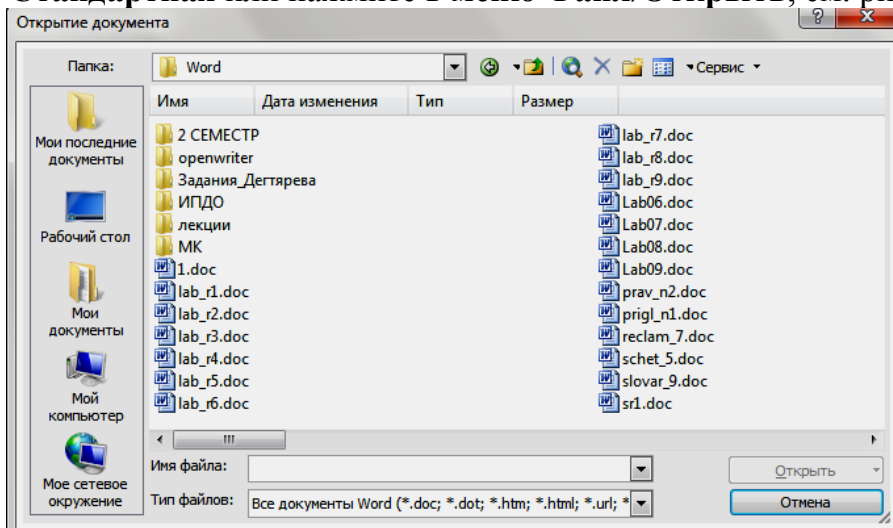 Стандартная или нажмите в меню Файл/Открыть, см. ри
Открытие документа
Папка: Word Сервис
Имя Дата изменения Тип Размер
Мои последние
документы
Рабочий стол
Мои
документы
Мой
компьютер
Мое сетевое
окружение
2 СЕМЕСТР
openwriter
Задания_Дегтярева
ИПДО
лекции
МК
1.doc
lab_r1.doc
lab_r2.doc
lab_r3.doc
lab_r4.doc
lab_r5.doc
lab_r6.doc
lab_r7.doc
lab_r8.doc
lab_r9.doc
Lab06.doc
Lab07.doc
Lab08.doc
Lab09.doc
prav_n2.doc
prigl_n1.doc
reclam_7.doc
schet_5.doc
slovar_9.doc
sr1.doc
Имя файла: Открыть
Тип файлов: Все документы Word (*.doc; *.dot; *.htm; *.html; *.url; * Отмена